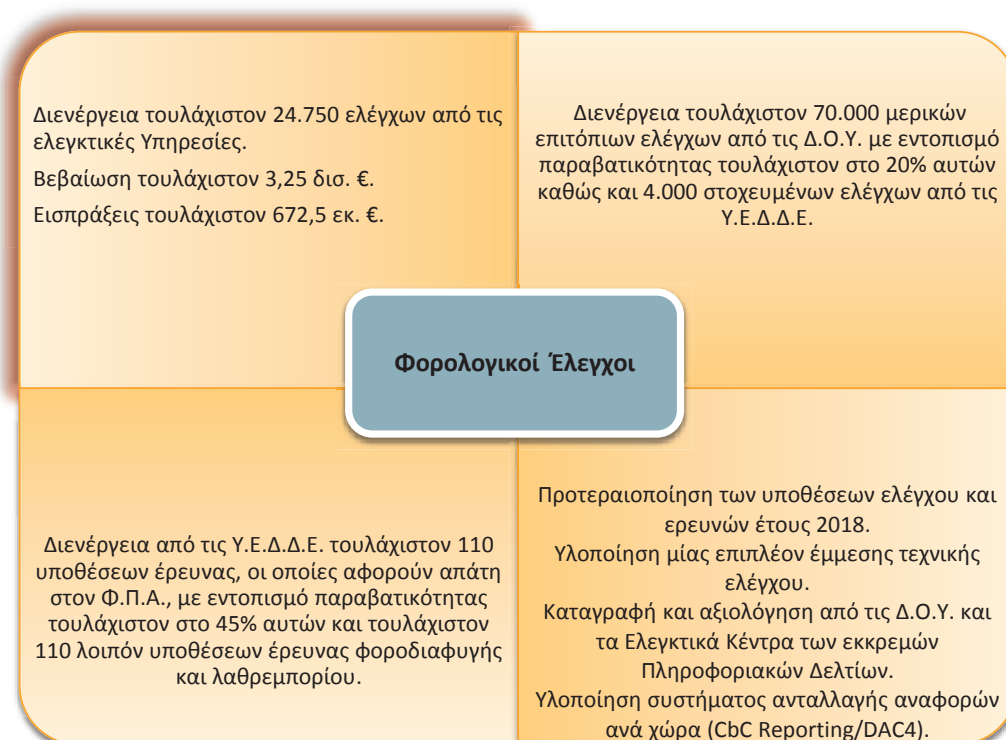 Διενέργεια τουλάχιστον 24.750 ελέγχων από τις
ελεγκτικές Υπηρεσίες.
Βεβαίωση τουλάχιστον 3,25 δισ. €.
Εισπράξεις τουλάχιστον 672,5 εκ. €.
Διενέργεια τουλάχιστον 70.000 μερικών
επιτόπιων ελέγχων από τις Δ.Ο.Υ. με εντοπισμό
παραβατικότητας τουλάχιστον στο 20% αυτών
καθώς και 4.000 στοχευμένων ελέγχων από τις
Υ.Ε.Δ.Δ.Ε.
Φορολογικοί Έλεγχοι
Διενέργεια από τις Υ.Ε.Δ.Δ.Ε. τουλάχιστον 110
υποθέσεων έρευνας, οι οποίες αφορούν απάτη
στον Φ.Π.Α., με εντοπισμό παραβατικότητας
τουλάχιστον στο 45% αυτών και τουλάχιστον
110 λοιπόν υποθέσεων έρευνας φοροδιαφυγής
και λαθρεμπορίου.
Προτεραιοποίηση των υποθέσεων ελέγχου και
ερευνών έτους 2018.
Υλοποίηση μίας επιπλέον έμμεσης τεχνικής
ελέγχου.
Καταγραφή και αξιολόγηση από τις Δ.Ο.Υ. και
τα Ελεγκτικά Κέντρα των εκκρεμών
Πληροφοριακών Δελτίων.
Υλοποίηση συστήματος ανταλλαγής αναφορών
ανά χώρα (CbC Reporting/DAC4).